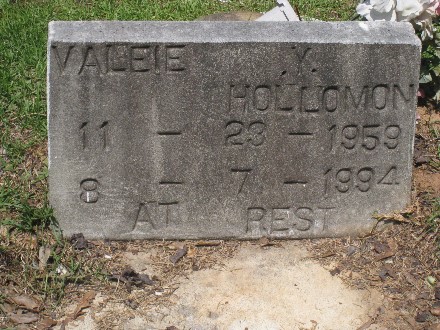 VALEIE Y.
HOLLOMON
11 - 23 - 1959
8 - 7 - 1994
AT REST